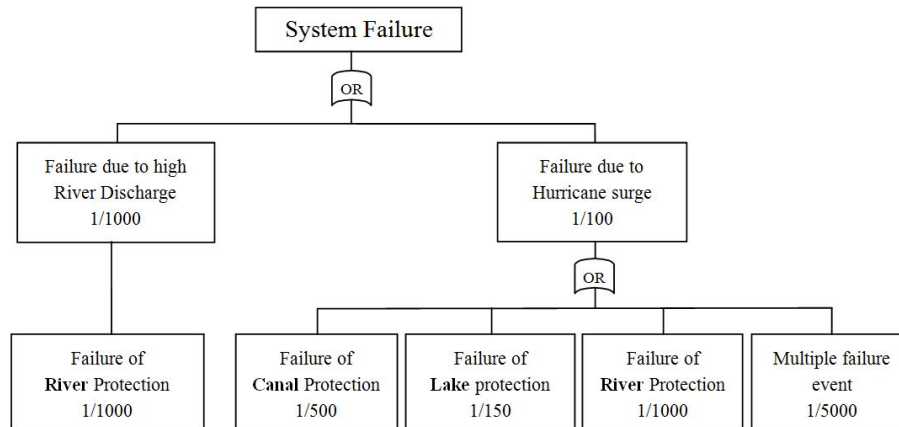 System Failure
OR
Failure due to high
River Discharge
1/1000
Failure due to
Hurricane surge
1/100
OR
Failure of
River Protection
1/1000
Failure of
Canal Protection
1/500
Failure of
Lake protection
1/150
Failure of
River Protection
1/1000
Multiple failure
event
1/5000